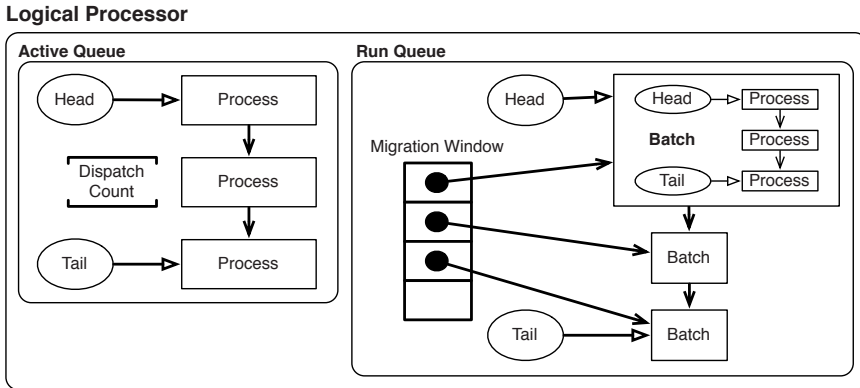 Logical Processor
Active Queue
Head
Process
Dispatch
Count
Process
Tail
Process
Run Queue
Head
Migration Window
Head
Process
Batch
Process
Tail
Process
Batch
Tail
Batch